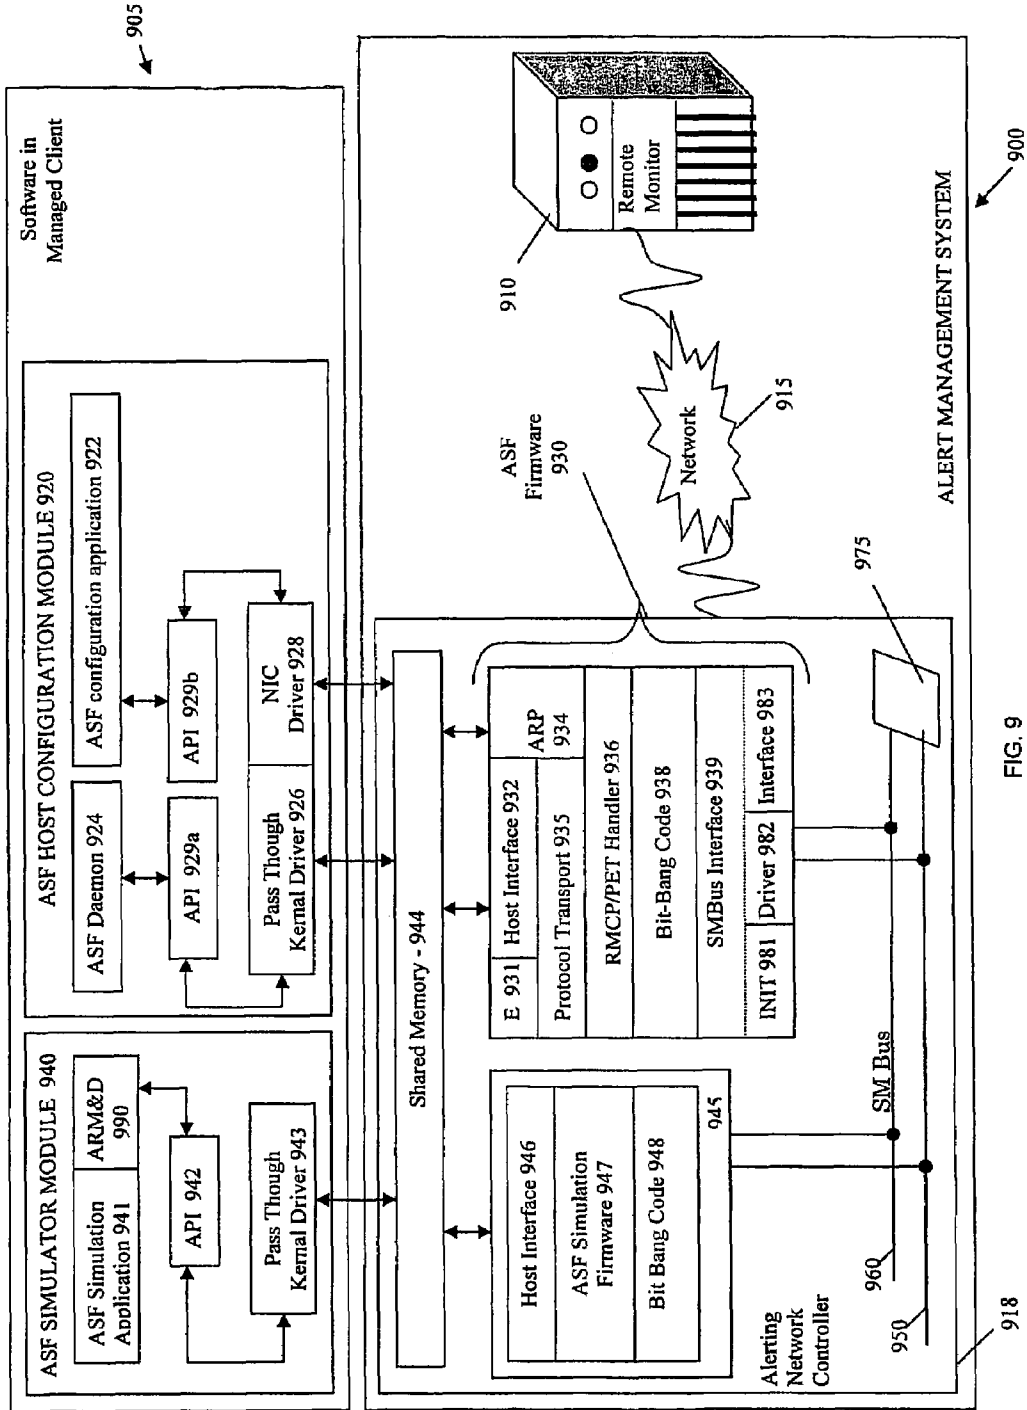 905
Software in
Managed Client
ASF SIMULATOR MODULE 940
ASF Simulation
Application 941
ARM&D
990
API 942
Pass Though
Kernal Driver 943
ASF HOST CONFIGURATION MODULE 920
ASF Daemon 924
ASF configuration application 922
API 929a
API 929b
Pass Though
Kernal Driver 926
NIC
Driver 928
Shared Memory - 944
Host Interface 946
ASF Simulation
Firmware 947
Bit Bang Code 948
945
E 931
Host Interface 932
ARP
934
Protocol Transport 935
RMCP/PET Handler 936
Bit-Bang Code 938
SMBus Interface 939
INIT 981
Driver 982
Interface 983
ASF
Firmware
930
Network
915
910
Remote
Monitor
Alerting
Network
Controller
SM Bus
960
950
975
918
ALERT MANAGEMENT SYSTEM
900
FIG. 9